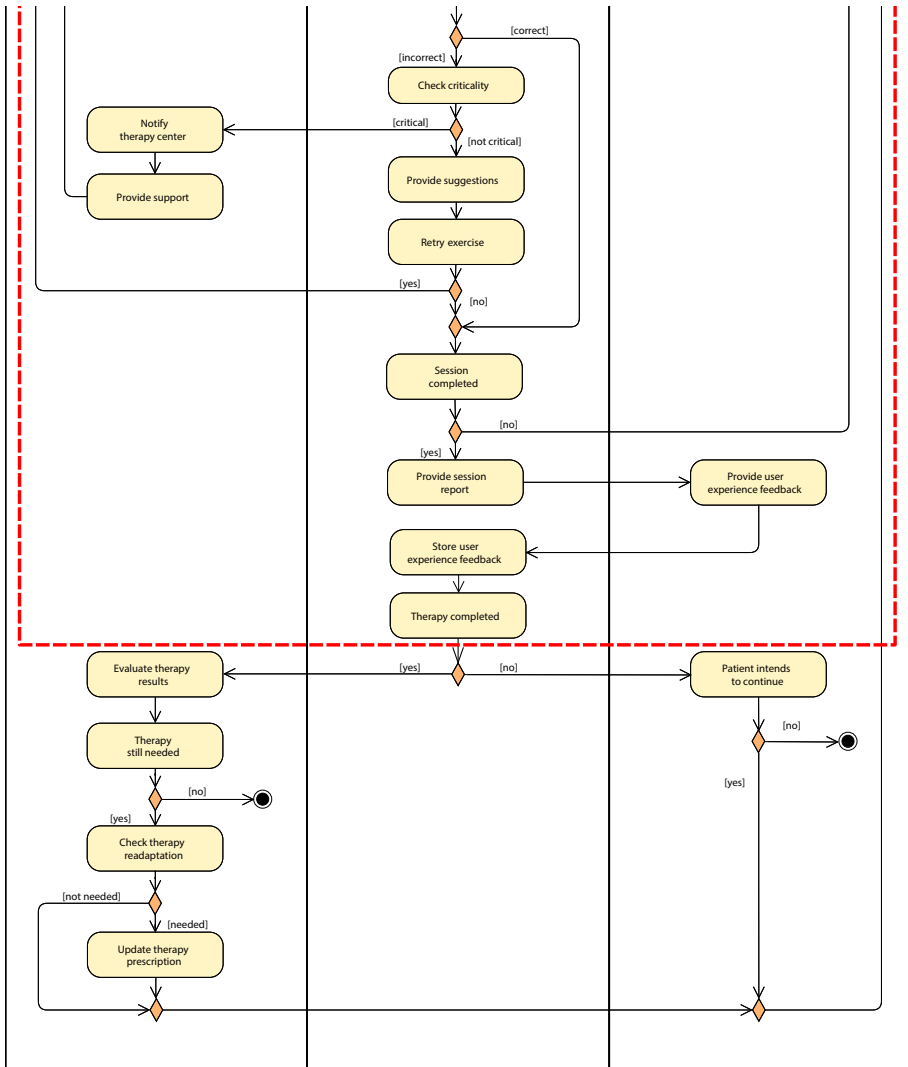 [correct]
[incorrect]
Check criticality
Notify
therapy center
[critical]
[not critical]
Provide suggestions
Provide support
Retry exercise
[yes]
[no]
Session
completed
[no]
[yes]
Provide session
report
Provide user
experience feedback
Store user
experience feedback
Therapy completed
Evaluate therapy
results
[yes]
[no]
Patient intends
to continue
Therapy
still needed
[no]
[yes]
[no]
[yes]
Check therapy
readaptation
[not needed]
[needed]
Update therapy
prescription